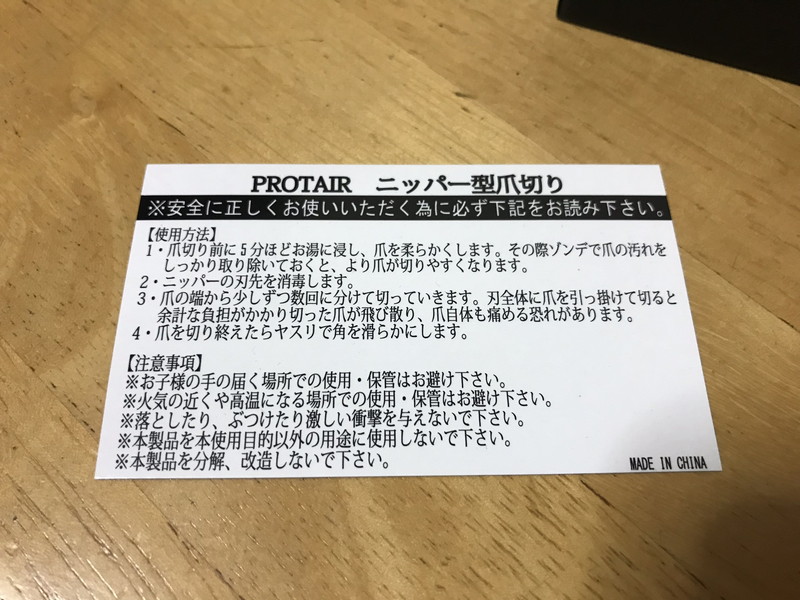 PROTAIR ニッパー型爪切り
※安全に正しくお使いいただく為に必ず下記をお読み下さい。
【使用方法】
1・爪切り前に5分ほどお湯に浸し、爪を柔らかくします。その際ゾンデで爪の汚れを
しっかり取り除いておくと、より爪が切りやすくなります。
2・ニッパーの刃先を消毒します。
3・爪の端から少しずつ数回に分けて切っていきます。刃全体に爪を引っ掛けて切ると
余計な負担がかかり切った爪が飛び散り、爪自体も痛める恐れがあります。
4・爪を切り終えたらヤスリで角を滑らかにします。
【注意事項】
※お子様の手の届く場所での使用・保管はお避け下さい。
※火気の近くや高温になる場所での使用・保管はお避け下さい。
※落としたり、ぶつけたり激しい衝撃を与えないで下さい。
※本製品を本使用目的以外の用途に使用しないで下さい。
※本製品を分解、改造しないで下さい。
MADE IN CHINA